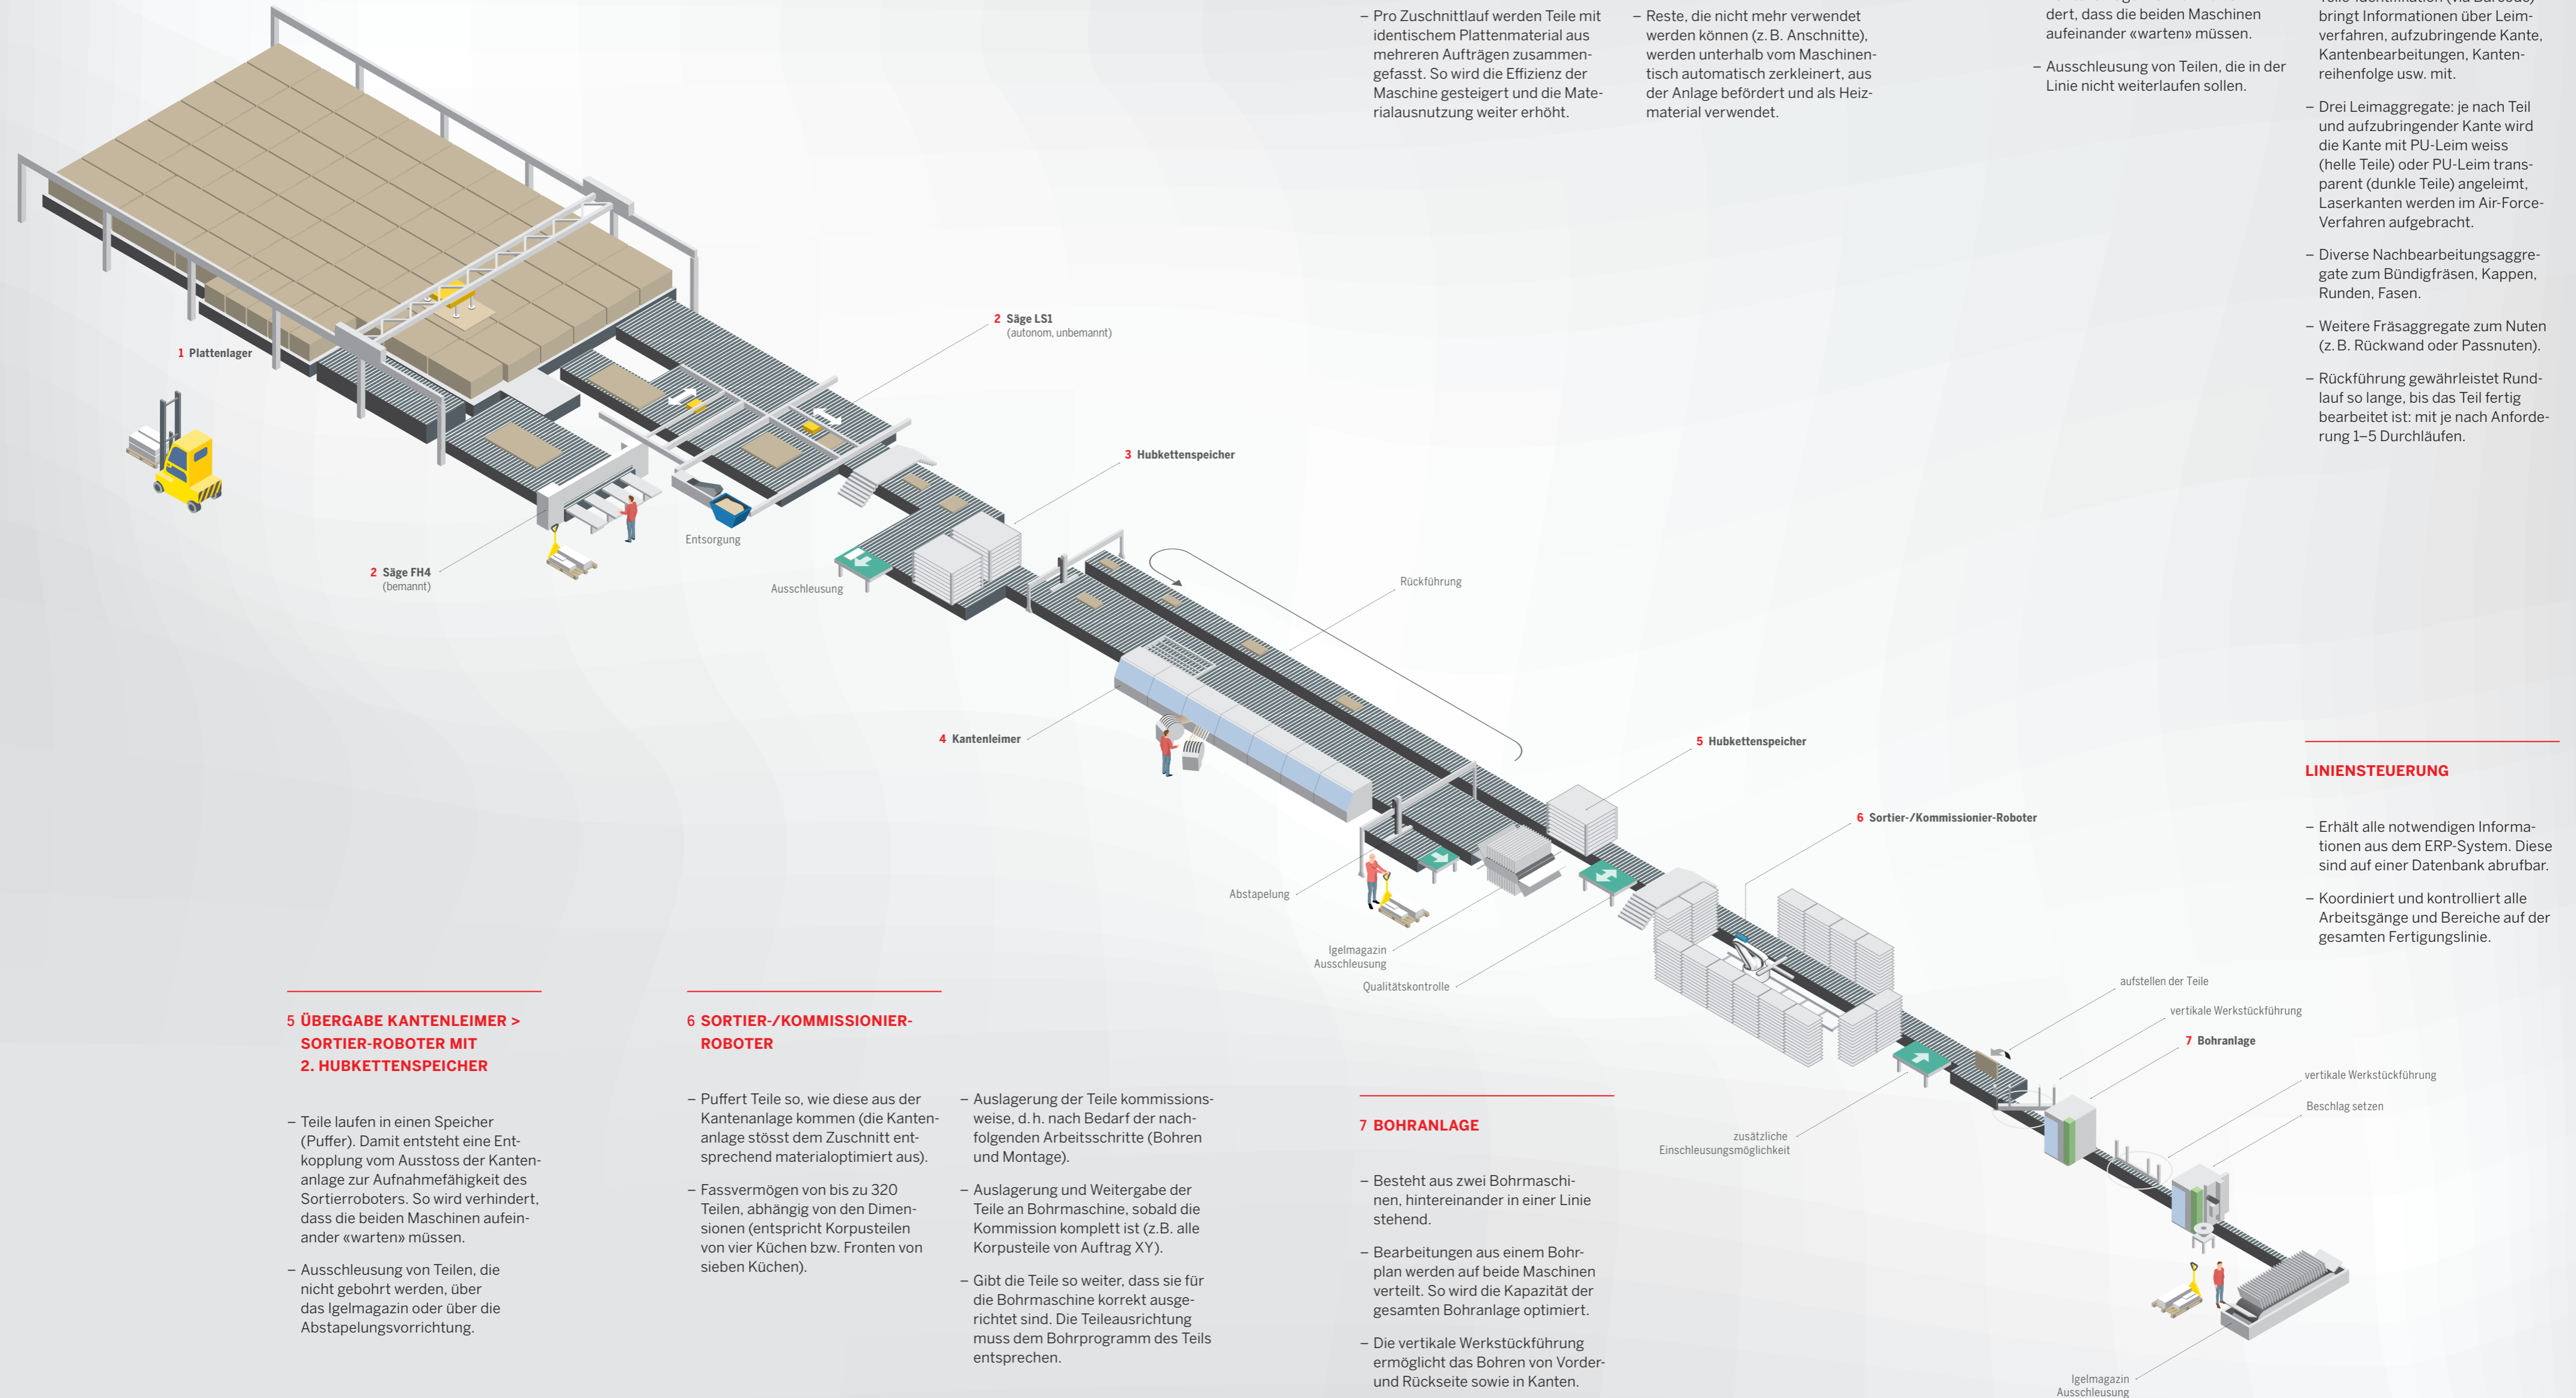 – Pro Zuschnittlauf werden Teile mit
identischem Plattenmaterial aus
mehreren Aufträgen zusammen-
gefasst. So wird die Effizienz der
Maschine gesteigert und die Mate-
rialausnutzung weiter erhöht.
– Reste, die nicht mehr verwendet
werden können (z. B. Anschnitte),
werden unterhalb vom Maschinen-
tisch automatisch zerkleinert, aus
der Anlage befördert und als Heiz-
material verwendet.
dert, dass die beiden Maschinen
aufeinander «warten» müssen.
– Ausschleusung von Teilen, die in der
Linie nicht weiterlaufen sollen.
bringt Informationen über Leim-
verfahren, aufzubringende Kante,
Kantenbearbeitungen, Kanten-
reihenfolge usw. mit.
– Drei Leimaggregate: je nach Teil
und aufzubringender Kante wird
die Kante mit PU-Leim weiss
(helle Teile) oder PU-Leim trans-
parent (dunkle Teile) angeleimt,
Laserkanten werden im Air-Force-
Verfahren aufgebracht.
– Diverse Nachbearbeitungsaggre-
gate zum Bündigfräsen, Kappen,
Runden, Fasen.
– Weitere Fräsaggregate zum Nuten
(z. B. Rückwand oder Passnuten).
– Rückführung gewährleistet Rund-
lauf so lange, bis das Teil fertig
bearbeitet ist: mit je nach Anforde-
rung 1–5 Durchläufen.
1 Plattenlager
2 Säge LS1
(autonom, unbemannt)
3 Hubkettenspeicher
Entsorgung
2 Säge FH4
(bemannt)
Ausschleusung
Rückführung
4 Kantenleimer
5 Hubkettenspeicher
6 Sortier-/Kommissionier-Roboter
Abstapelung
Igelmagazin
Ausschleusung
Qualitätskontrolle
aufstellen der Teile
vertikale Werkstückführung
7 Bohranlage
vertikale Werkstückführung
Beschlag setzen
zusätzliche
Einschleusungsmöglichkeit
Igelmagazin
Ausschleusung
LINIENSTEUERUNG
– Erhält alle notwendigen Informa-
tionen aus dem ERP-System. Diese
sind auf einer Datenbank abrufbar.
– Koordiniert und kontrolliert alle
Arbeitsgänge und Bereiche auf der
gesamten Fertigungslinie.
5 ÜBERGABE KANTENLEIMER >
SORTIER-ROBOTER MIT
2. HUBKETTENSPEICHER
– Teile laufen in einen Speicher
(Puffer). Damit entsteht eine Ent-
kopplung vom Ausstoss der Kanten-
anlage zur Aufnahmefähigkeit des
Sortierroboters. So wird verhindert,
dass die beiden Maschinen aufein-
ander «warten» müssen.
– Ausschleusung von Teilen, die
nicht gebohrt werden, über
das Igelmagazin oder über die
Abstapelungsvorrichtung.
6 SORTIER-/KOMMISSIONIER-
ROBOTER
– Puffert Teile so, wie diese aus der
Kantenanlage kommen (die Kanten-
anlage stösst dem Zuschnitt ent-
sprechend materialoptimiert aus).
– Fassvermögen von bis zu 320
Teilen, abhängig von den Dimen-
sionen (entspricht Korpusteilen
von vier Küchen bzw. Fronten von
sieben Küchen).
– Auslagerung der Teile kommissions-
weise, d. h. nach Bedarf der nach-
folgenden Arbeitsschritte (Bohren
und Montage).
– Auslagerung und Weitergabe der
Teile an Bohrmaschine, sobald die
Kommission komplett ist (z.B. alle
Korpusteile von Auftrag XY).
– Gibt die Teile so weiter, dass sie für
die Bohrmaschine korrekt ausge-
richtet sind. Die Teileausrichtung
muss dem Bohrprogramm des Teils
entsprechen.
7 BOHRANLAGE
– Besteht aus zwei Bohrmaschi-
nen, hintereinander in einer Linie
stehend.
– Bearbeitungen aus einem Bohr-
plan werden auf beide Maschinen
verteilt. So wird die Kapazität der
gesamten Bohranlage optimiert.
– Die vertikale Werkstückführung
ermöglicht das Bohren von Vorder-
und Rückseite sowie in Kanten.